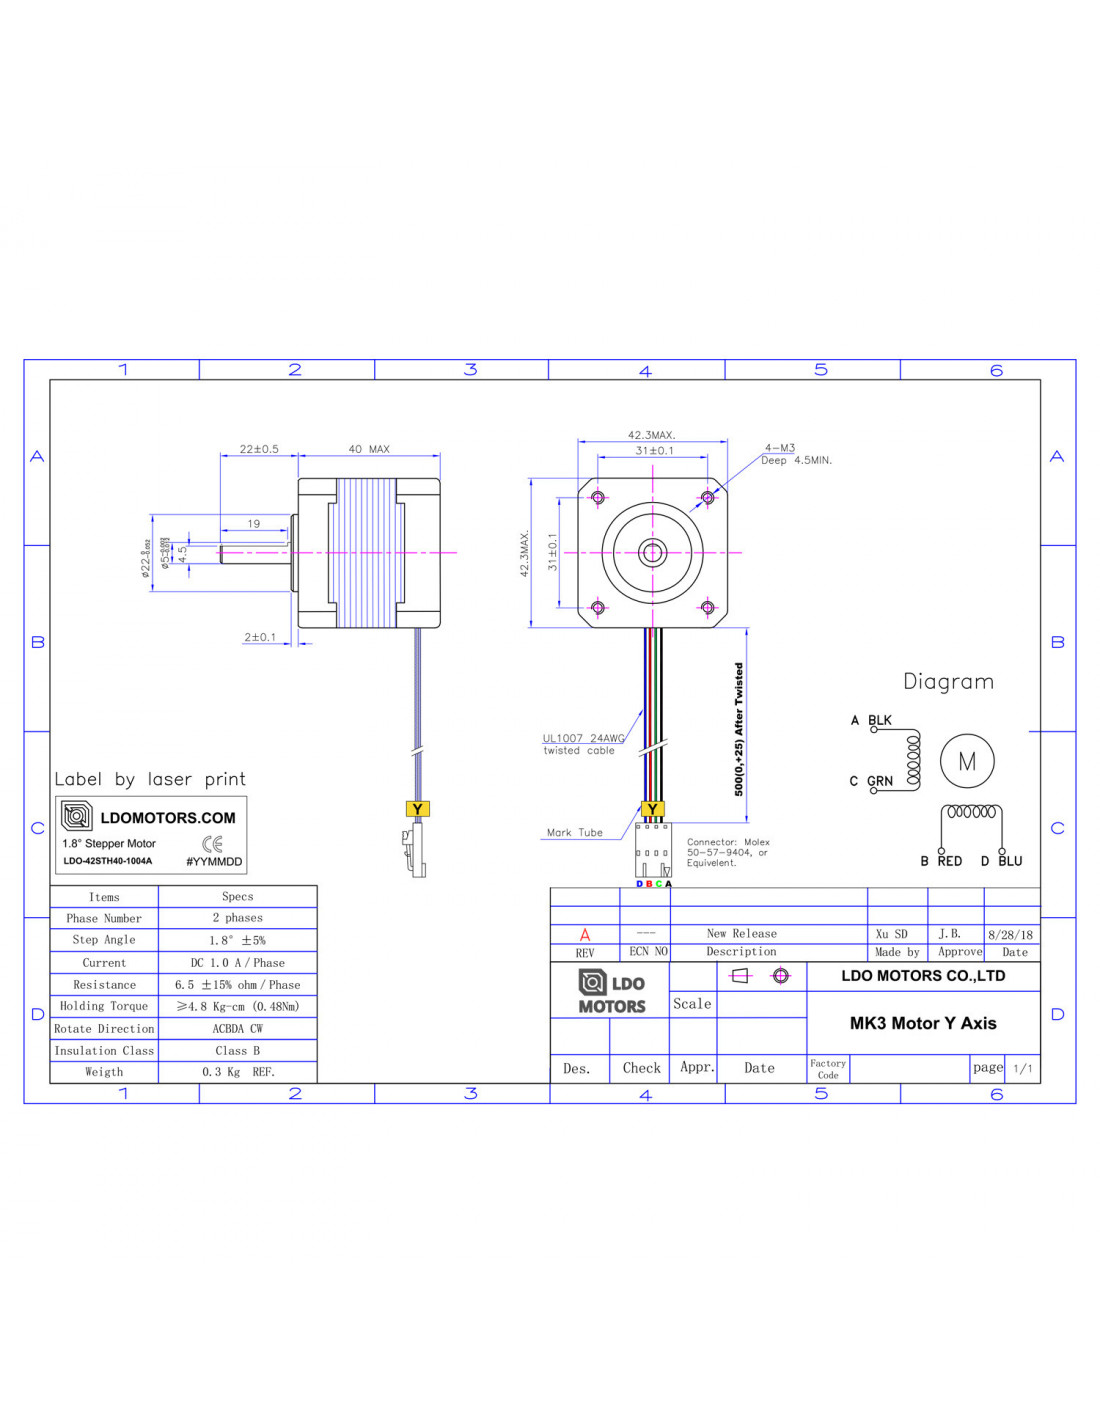 1 2 3 4 5 6
A A
B B
C C
D D
22±0.5
40 MAX
19
2±0.1
4.5
42.3MAX.
31±0.1
4-M3
Deep 4.5MIN.
42.3MAX.
31±0.1
500(0,+25) After Twisted
UL1007 24AWG
twisted cable
Y
Y
Mark Tube
Connector: Molex
50-57-9404, or
Equivelent.
D B C A
Diagram
A BLK
C GRN
M
B RED D BLU
Label by laser print
LDOMOTORS.COM
1.8° Stepper Motor CE
LDO-42STH40-1004A #YYMMDD
Items Specs
Phase Number 2 phases
Step Angle 1.8° ±5%
Current DC 1.0 A / Phase
Resistance 6.5 ±15% ohm / Phase
Holding Torque ≥4.8 Kg-cm (0.48Nm)
Rotate Direction ACBDA CW
Insulation Class Class B
Weigth 0.3 Kg REF.
A --- New Release Xu SD J.B. 8/28/18
REV ECN NO Description Made by Approve Date
LDO
MOTORS
Scale
LDO MOTORS CO.,LTD
MK3 Motor Y Axis
Des. Check Appr. Date
Factory
Code
page 1/1
1 2 3 4 5 6